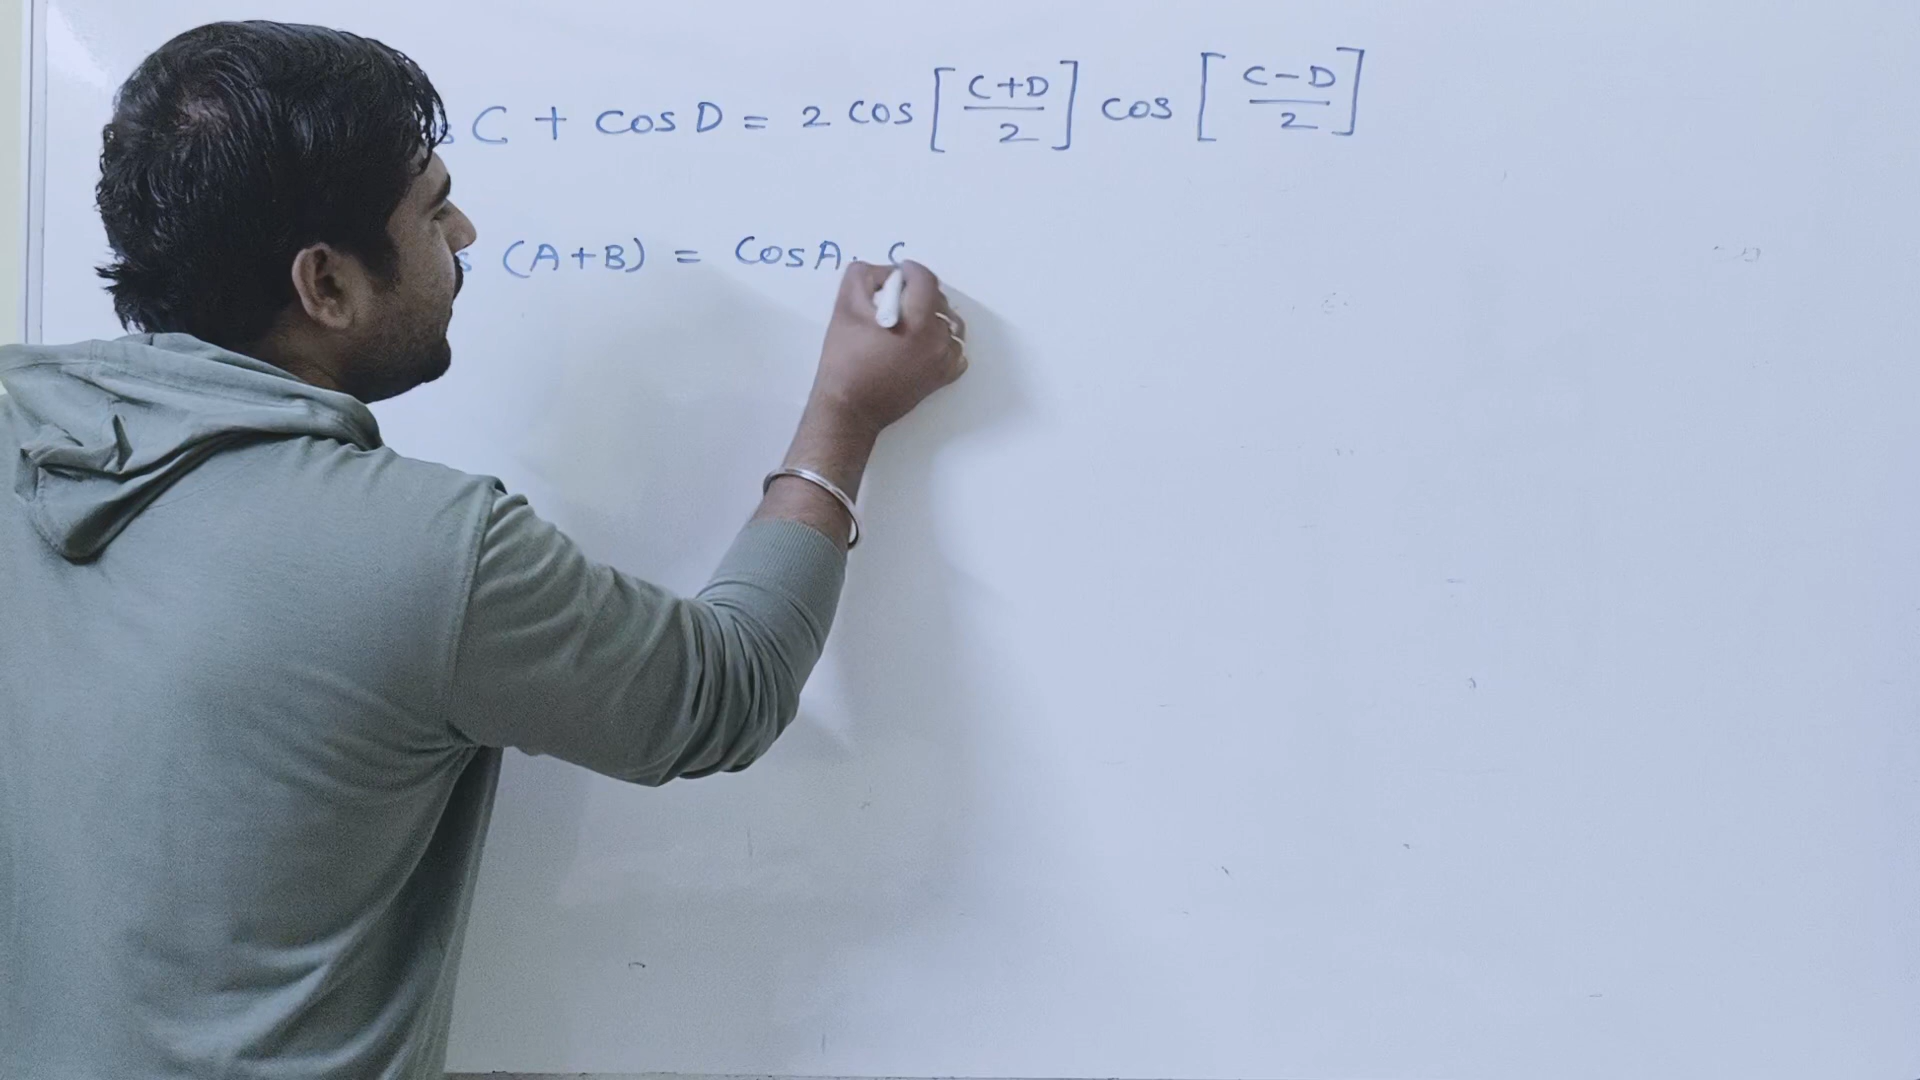 s C + cos D = 2 cos [C+D/2] cos [C-D/2]
s (A+B) = Cos A . C